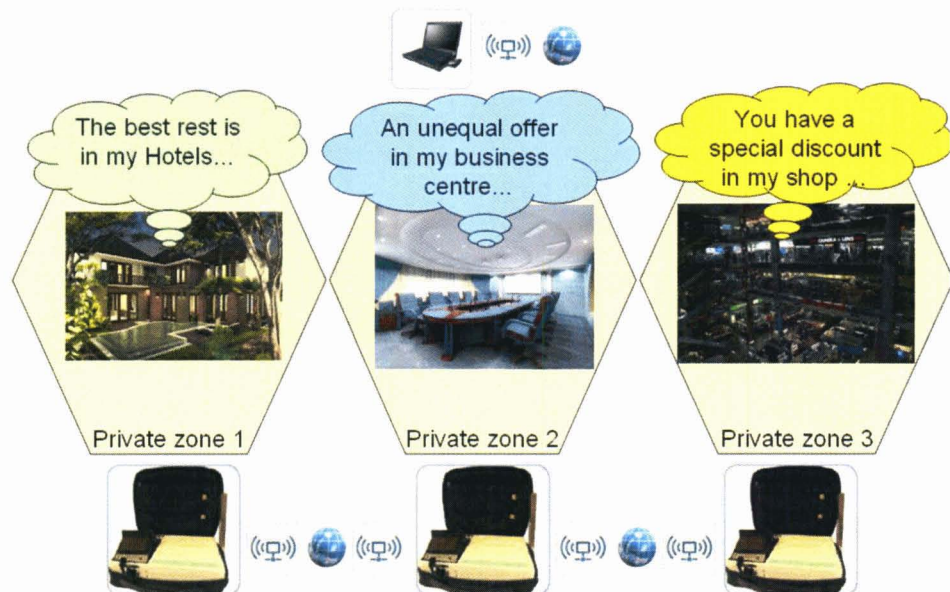 The best rest is
in my Hotels...
An unequal offer
in my business
centre...
You have a
special discount
in my shop ...
Private zone 1
Private zone 2
Private zone 3